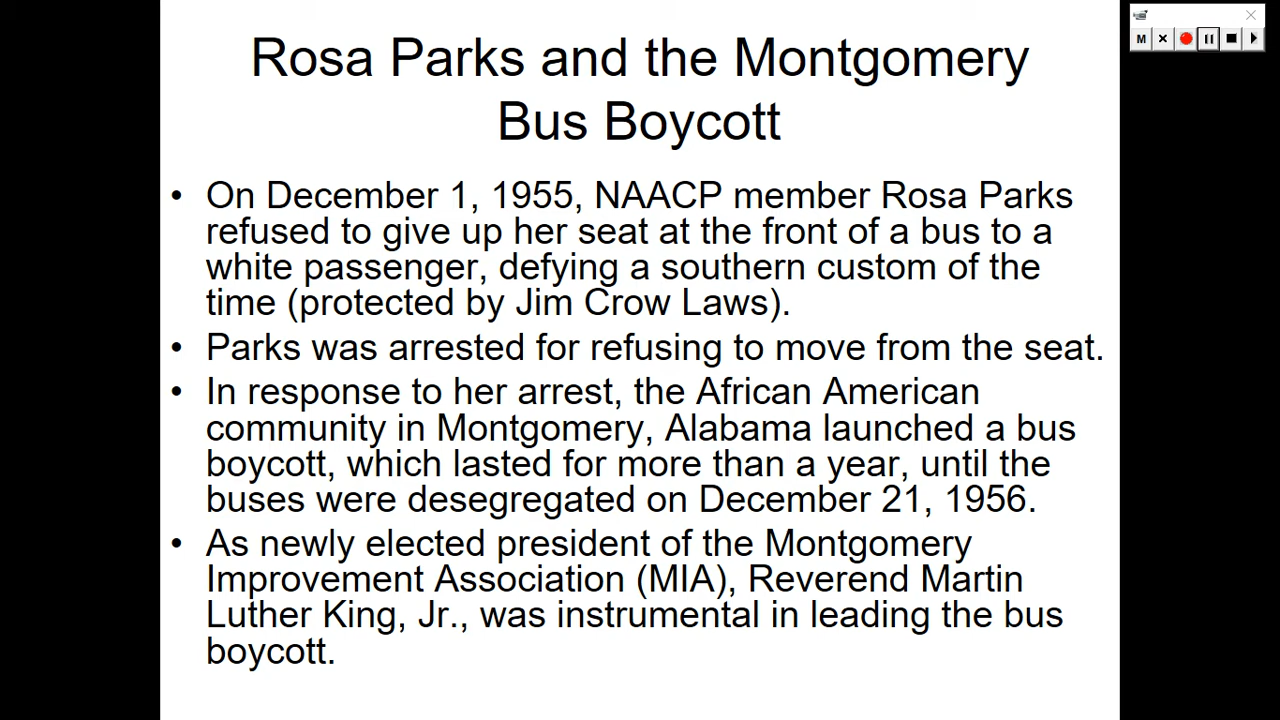 Rosa Parks and the Montgomery
Bus Boycott
• On December 1, 1955, NAACP member Rosa Parks
refused to give up her seat at the front of a bus to a
white passenger, defying a southern custom of the
time (protected by Jim Crow Laws).
• Parks was arrested for refusing to move from the seat.
• In response to her arrest, the African American
community in Montgomery, Alabama launched a bus
boycott, which lasted for more than a year, until the
buses were desegregated on December 21, 1956.
• As newly elected president of the Montgomery
Improvement Association (MIA), Reverend Martin
Luther King, Jr., was instrumental in leading the bus
boycott.
M